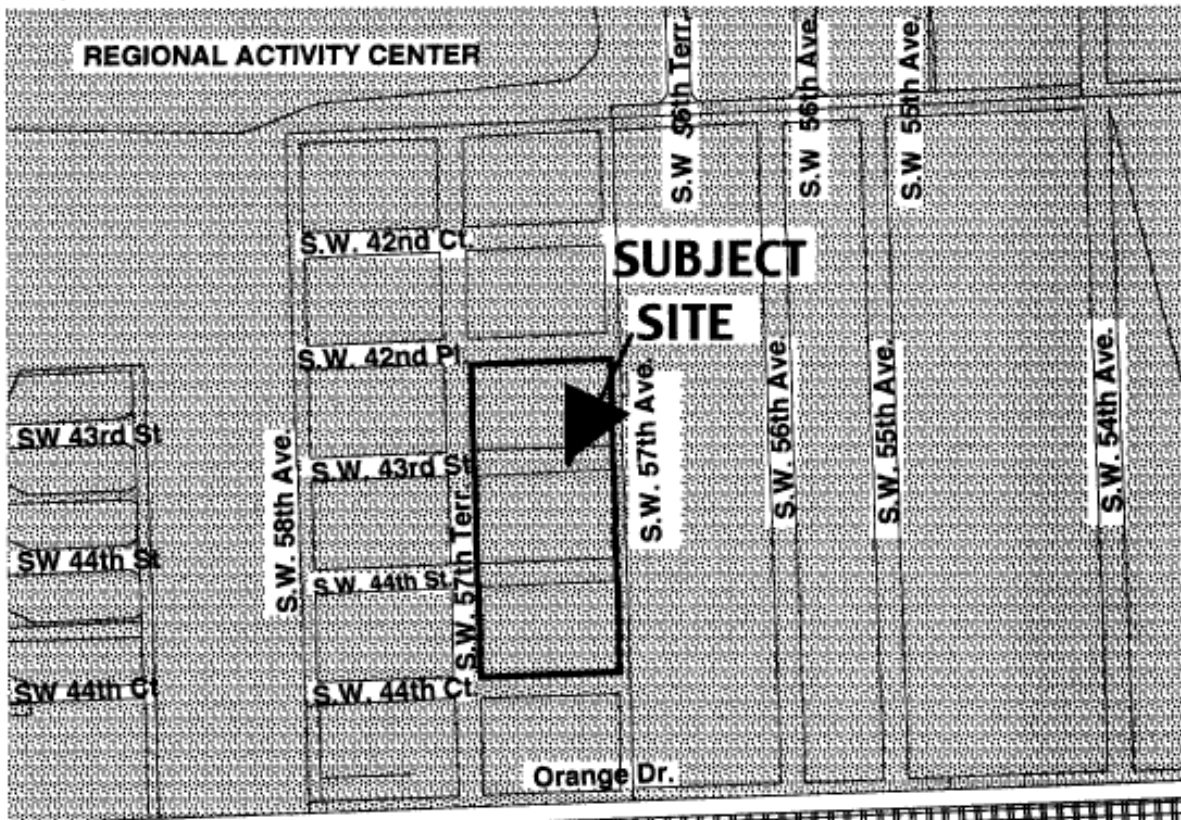 REGIONAL ACTIVITY CENTER
S.W 56th Terr.
S.W 56th Ave.
S.W 55th Ave.
S.W. 42nd Ct.
SUBJECT
SITE
S.W. 42nd Pl.
SW 43rd St
S.W. 43rd St.
S.W. 58th Ave.
S.W. 57th Terr.
S.W. 57th Ave.
S.W. 56th Ave.
S.W. 55th Ave.
S.W. 54th Ave.
SW 44th St
S.W. 44th St.
SW 44th Ct
S.W. 44th Ct.
Orange Dr.